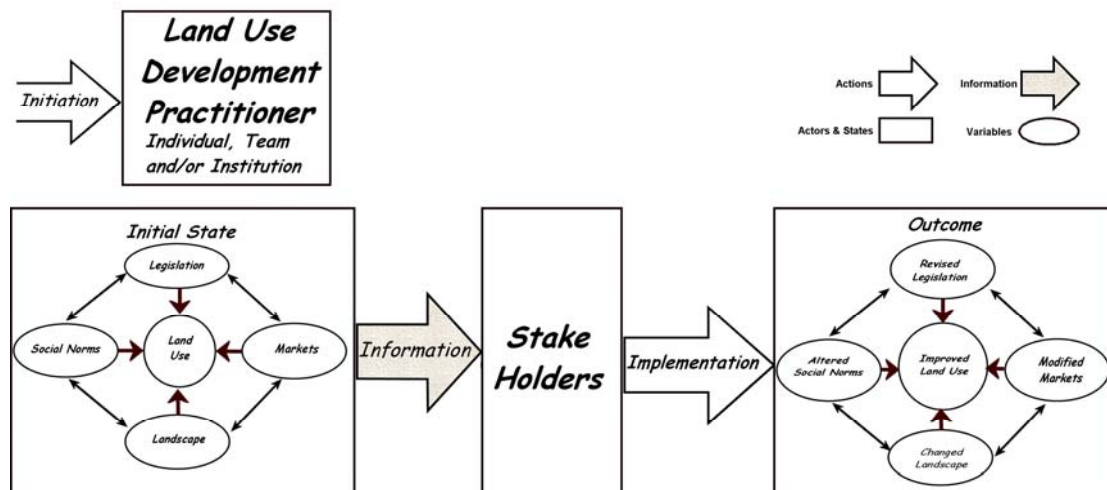 Land Use
Development
Practitioner
Individual, Team
and/or Institution
Initiation
Actions
Information
Actors & States
Variables
Initial State
Legislation
Social Norms
Land
Use
Markets
Landscape
Information
Stake
Holders
Implementation
Outcome
Revised
Legislation
Altered
Social Norms
Improved
Land Use
Modified
Markets
Changed
Landscape